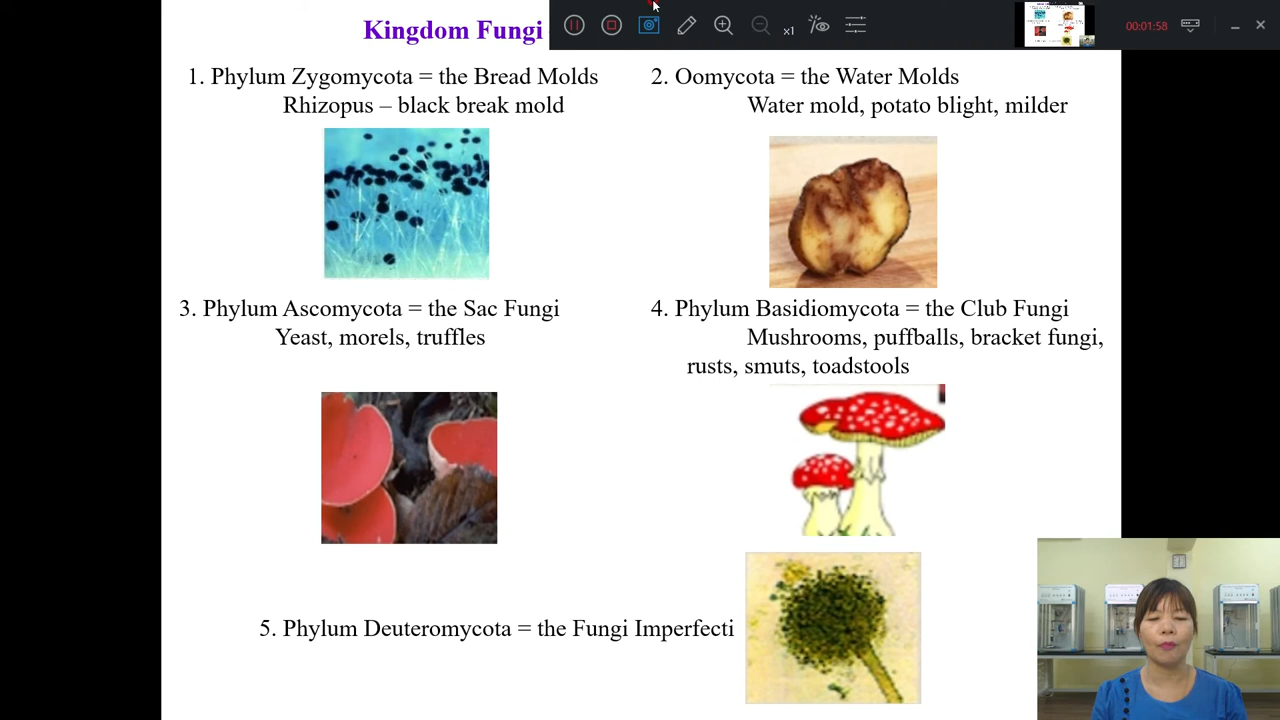 Kingdom Fungi
x1
00:01:58
1. Phylum Zygomycota = the Bread Molds
Rhizopus – black break mold
2. Oomycota = the Water Molds
Water mold, potato blight, milder
3. Phylum Ascomycota = the Sac Fungi
Yeast, morels, truffles
4. Phylum Basidiomycota = the Club Fungi
Mushrooms, puffballs, bracket fungi,
rusts, smuts, toadstools
5. Phylum Deuteromycota = the Fungi Imperfecti